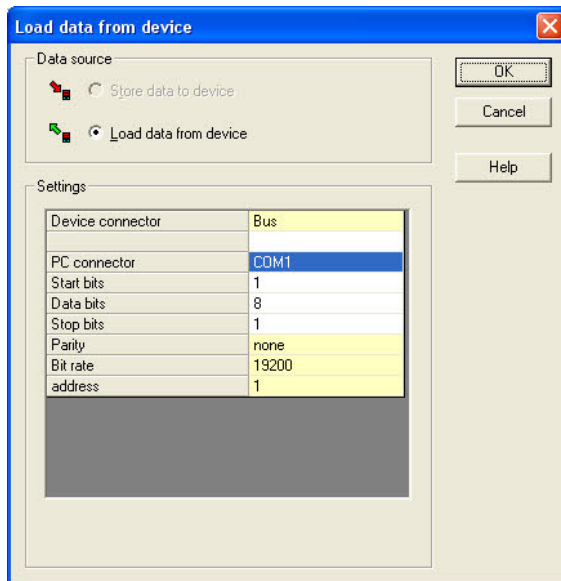 Load data from device
Data source
Store data to device
Load data from device
OK
Cancel
Help
Settings
Device connector Bus
PC connector COM1
Start bits 1
Data bits 8
Stop bits 1
Parity none
Bit rate 19200
address 1